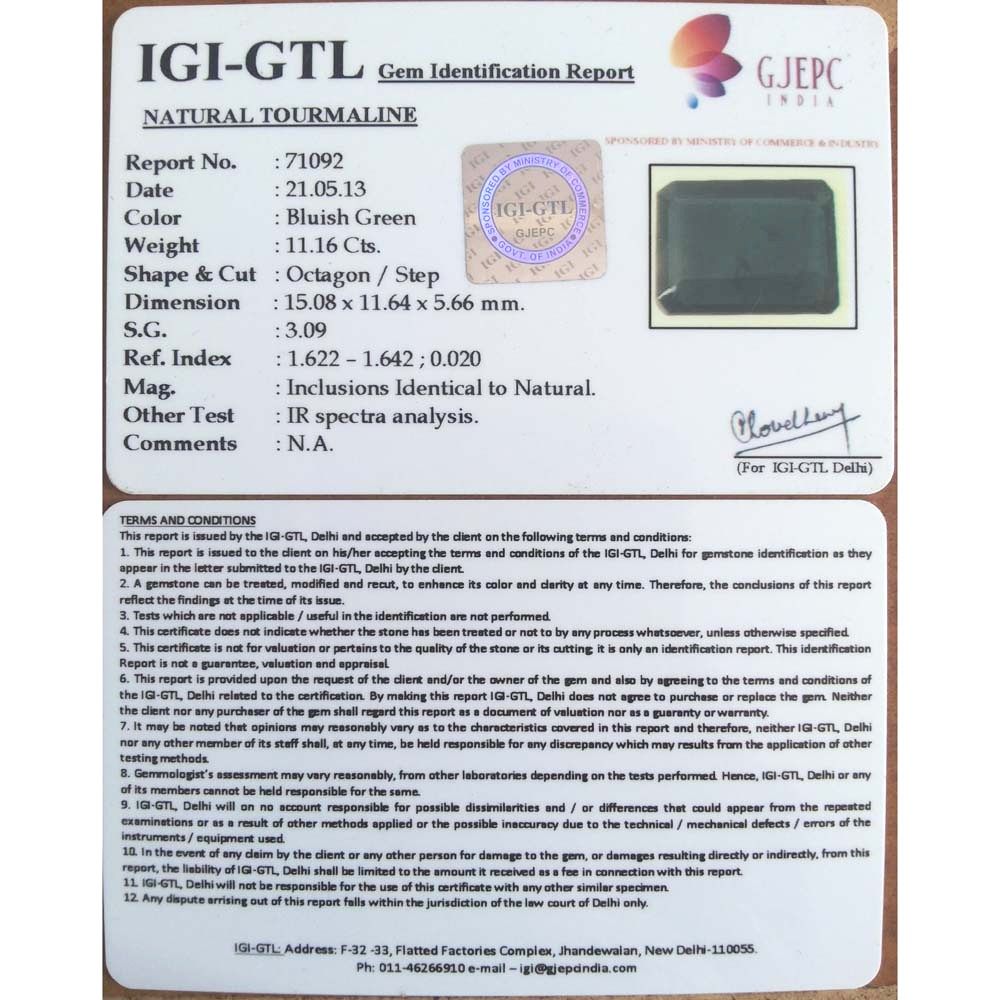 IGI-GTL Gem Identification Report
GJEPC
INDIA
NATURAL TOURMALINE
SPONSORED BY MINISTRY OF COMMERCE & INDUSTRY
Report No. : 71092
Date : 21.05.13
Color : Bluish Green
Weight : 11.16 Cts.
Shape & Cut : Octagon / Step
Dimension : 15.08 x 11.64 x 5.66 mm.
S.G. : 3.09
Ref. Index : 1.622 – 1.642 ; 0.020
Mag. : Inclusions Identical to Natural.
Other Test : IR spectra analysis.
Comments : N.A.
SPONSORED BY MINISTRY OF COMMERCE
IGI-GTL
GJEPC
GOVT. OF INDIA
(For IGI-GTL Delhi)
TERMS AND CONDITIONS
This report is issued by the IGI-GTL, Delhi and accepted by the client on the following terms and conditions:
1. This report is issued to the client on his/her accepting the terms and conditions of the IGI-GTL, Delhi for gemstone identification as they
appear in the letter submitted to the IGI-GTL, Delhi by the client.
2. A gemstone can be treated, modified and recut, to enhance its color and clarity at any time. Therefore, the conclusions of this report
reflect the findings at the time of its issue.
3. Tests which are not applicable / useful in the identification are not performed.
4. This certificate does not indicate whether the stone has been treated or not to by any process whatsoever, unless otherwise specified.
5. This certificate is not for valuation or pertains to the quality of the stone or its cutting; it is only an identification report. This identification
Report is not a guarantee, valuation and appraisal.
6. This report is provided upon the request of the client and/or the owner of the gem and also by agreeing to the terms and conditions of
the IGI-GTL, Delhi related to the certification. By making this report IGI-GTL, Delhi does not agree to purchase or replace the gem. Neither
the client nor any purchaser of the gem shall regard this report as a document of valuation nor as a guaranty or warranty.
7. It may be noted that opinions may reasonably vary as to the characteristics covered in this report and therefore, neither IGI-GTL, Delhi
nor any other member of its staff shall, at any time, be held responsible for any discrepancy which may results from the application of other
testing methods.
8. Gemmologist's assessment may vary reasonably, from other laboratories depending on the tests performed. Hence, IGI-GTL, Delhi or any
of its members cannot be held responsible for the same.
9. IGI-GTL, Delhi will on no account responsible for possible dissimilarities and / or differences that could appear from the repeated
examinations or as a result of other methods applied or the possible inaccuracy due to the technical / mechanical defects / errors of the
instruments / equipment used.
10. In the event of any claim by the client or any other person for damage to the gem, or damages resulting directly or indirectly, from this
report, the liability of IGI-GTL, Delhi shall be limited to the amount it received as a fee in connection with this report.
11. IGI-GTL, Delhi will not be responsible for the use of this certificate with any other similar specimen.
12. Any dispute arrising out of this report falls within the jurisdiction of the law court of Delhi only.
IGI-GTL: Address: F-32 -33, Flatted Factories Complex, Jhandewalan, New Delhi-110055.
Ph: 011-46266910 e-mail – igi@gjepcindia.com